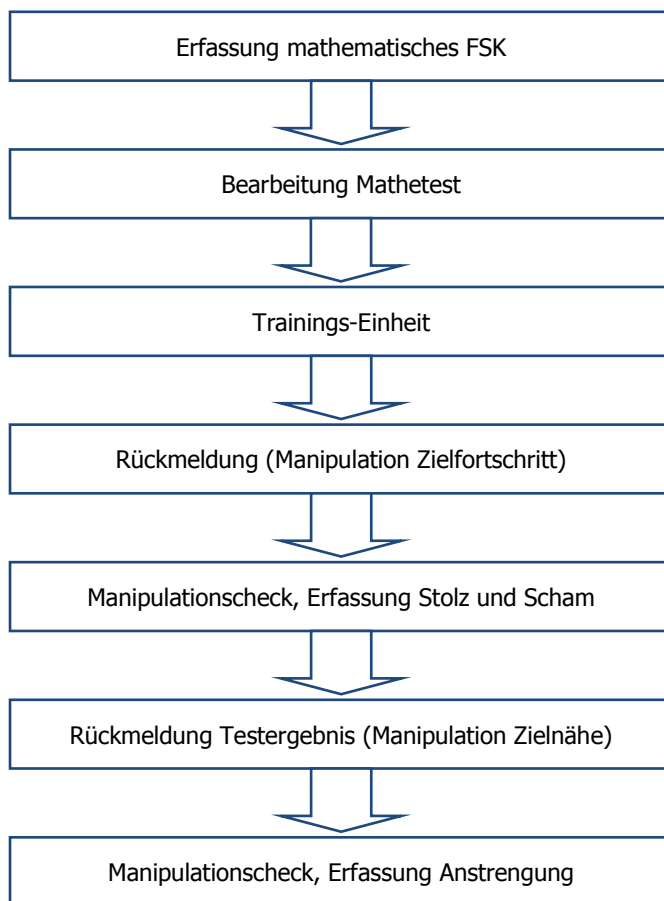 Erfassung mathematisches FSK
Bearbeitung Mathetest
Trainings-Einheit
Rückmeldung (Manipulation Zielfortschritt)
Manipulationscheck, Erfassung Stolz und Scham
Rückmeldung Testergebnis (Manipulation Zielnähe)
Manipulationscheck, Erfassung Anstrengung